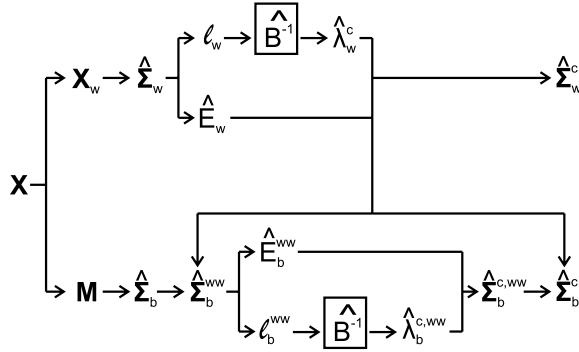 ℓ_w B̂⁻¹ λ̂_w^c
X_w Σ̂_w Σ̂_w^c
Ê_w
X
Ê_b^ww
M Σ̂_b Σ̂_b^ww Σ̂_b^c,ww Σ̂_b^c
ℓ_b^ww B̂⁻¹ λ̂_b^c,ww